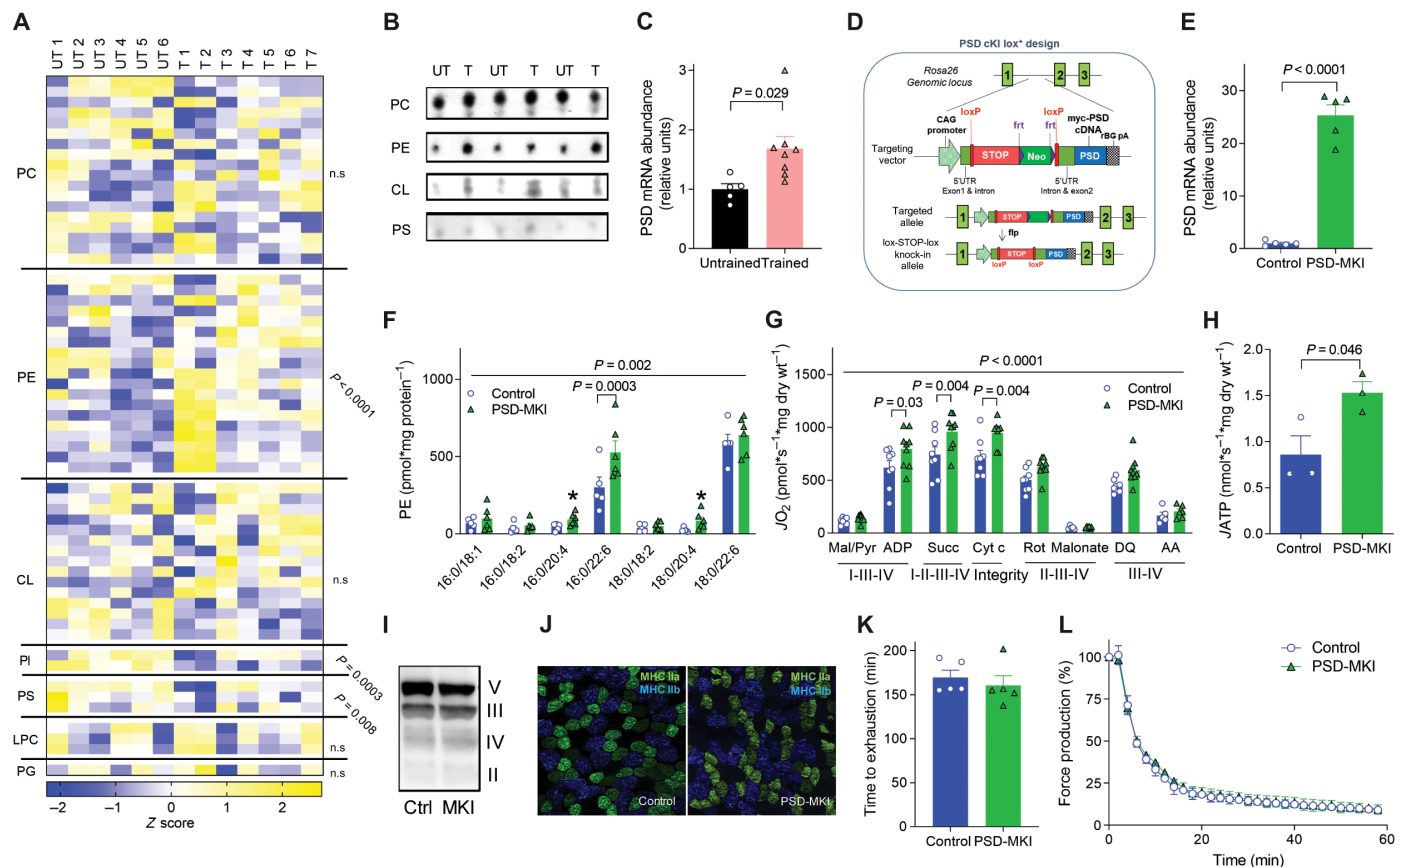 A
UT 1
UT 2
UT 3
UT 4
UT 5
UT 6
T 1
T 2
T 3
T 4
T 5
T 6
T 7
PC
n.s
PE
P < 0.0001
CL
n.s
PI
P = 0.0003
PS
P = 0.008
LPC
n.s
PG
n.s
−2 −1 0 1 2
Z score
B
UT T UT T UT T
PC
PE
CL
PS
C
PSD mRNA abundance
(relative units)
3
2
1
0
P = 0.029
Untrained Trained
D
PSD cKI lox⁺ design
Rosa26
Genomic locus
1 2 3
loxP loxP
CAG
promoter
frt frt
myc-PSD
cDNA
rBG pA
Targeting
vector
STOP Neo PSD
5'UTR
Exon1 & intron
5'UTR
Intron & exon2
Targeted
allele
1 STOP PSD 2 3
flp
lox-STOP-lox
knock-in
allele
1 STOP PSD 2 3
loxP loxP
E
PSD mRNA abundance
(relative units)
30
20
10
0
P < 0.0001
Control PSD-MKI
F
PE (pmol*mg protein⁻¹)
1000
500
0
P = 0.002
P = 0.0003
Control
PSD-MKI
* *
16:0/18:1
16:0/18:2
16:0/20:4
16:0/22:6
18:0/18:2
18:0/20:4
18:0/22:6
G
JO₂ (pmol*s⁻¹*mg dry wt⁻¹)
1500
1000
500
0
P < 0.0001
P = 0.004
P = 0.03
P = 0.004
Control
PSD-MKI
Mal/Pyr ADP Succ Cyt c Rot Malonate DQ AA
I-III-IV I-II-III-IV Integrity II-III-IV III-IV
H
JATP (nmol*s⁻¹*mg dry wt⁻¹)
2.0
1.5
1.0
0.5
0.0
P = 0.046
Control PSD-MKI
I
V
III
IV
II
Ctrl MKI
J
MHC IIa
MHC IIb
Control
MHC IIa
MHC IIb
PSD-MKI
K
Time to exhaustion (min)
200
150
100
50
0
Control PSD-MKI
L
Force production (%)
100
75
50
25
0
Control
PSD-MKI
0 20 40 60
Time (min)